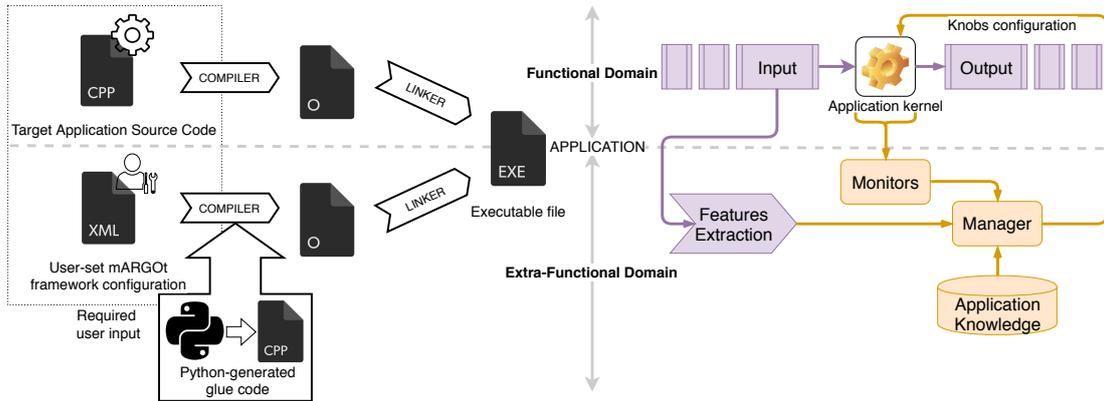 CPP
COMPILER
O
LINKER
Target Application Source Code
EXE
Executable file
XML
COMPILER
O
LINKER
User-set mARGOt
framework configuration
Required
user input
CPP
Python-generated
glue code
Functional Domain
APPLICATION
Extra-Functional Domain
Knobs configuration
Input
Output
Application kernel
Monitors
Features
Extraction
Manager
Application
Knowledge